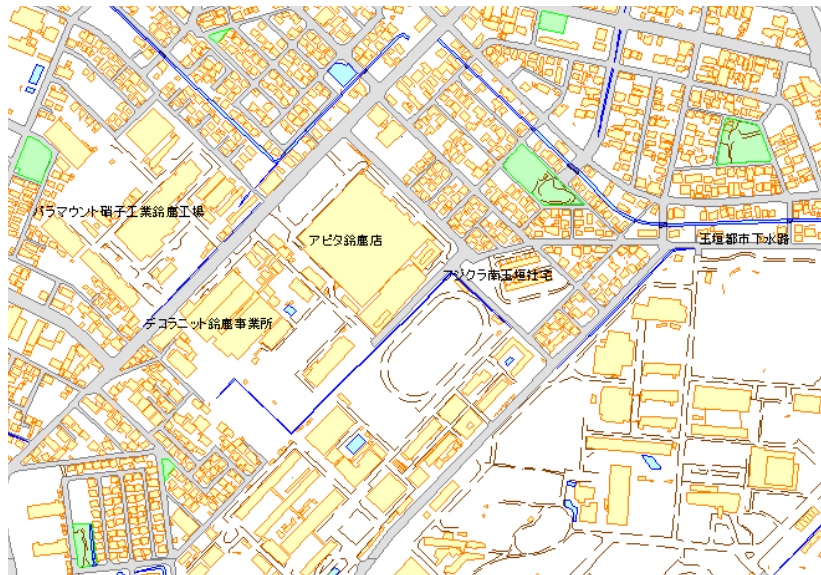 パラマウント硝子工業鈴鹿工場
アピタ鈴鹿店
玉垣都市下水路
フジクラ南玉垣社宅
デコラニット鈴鹿事業所